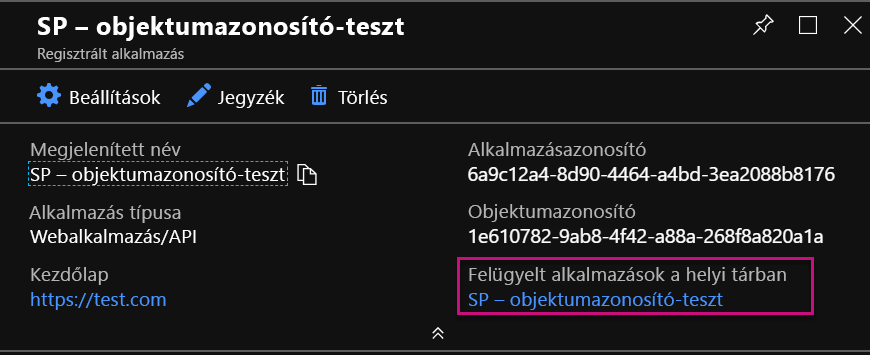 SP – objektumazonosító-teszt
Regisztrált alkalmazás
Beállítások Jegyzék Törlés
Megjelenített név
SP – objektumazonosító-teszt
Alkalmazásazonosító
6a9c12a4-8d90-4464-a4bd-3ea2088b8176
Alkalmazás típusa
Webalkalmazás/API
Objektumazonosító
1e610782-9ab8-4f42-a88a-268f8a820a1a
Kezdőlap
https://test.com
Felügyelt alkalmazások a helyi tárban
SP – objektumazonosító-teszt